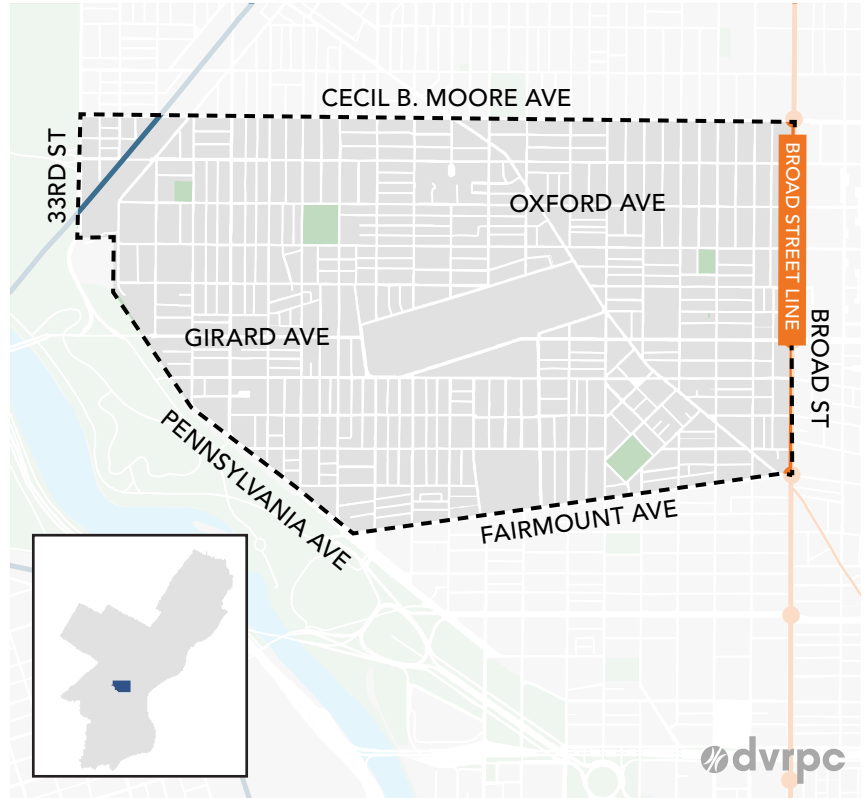 CECIL B. MOORE AVE
33RD ST
BROAD STREET LINE
OXFORD AVE
GIRARD AVE
BROAD ST
PENNSYLVANIA AVE
FAIRMOUNT AVE
dvrpc